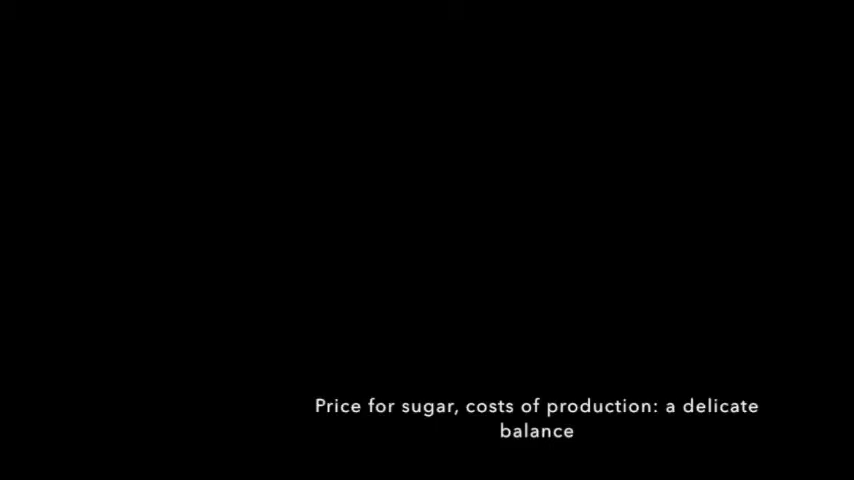 Price for sugar, costs of production: a delicate
balance